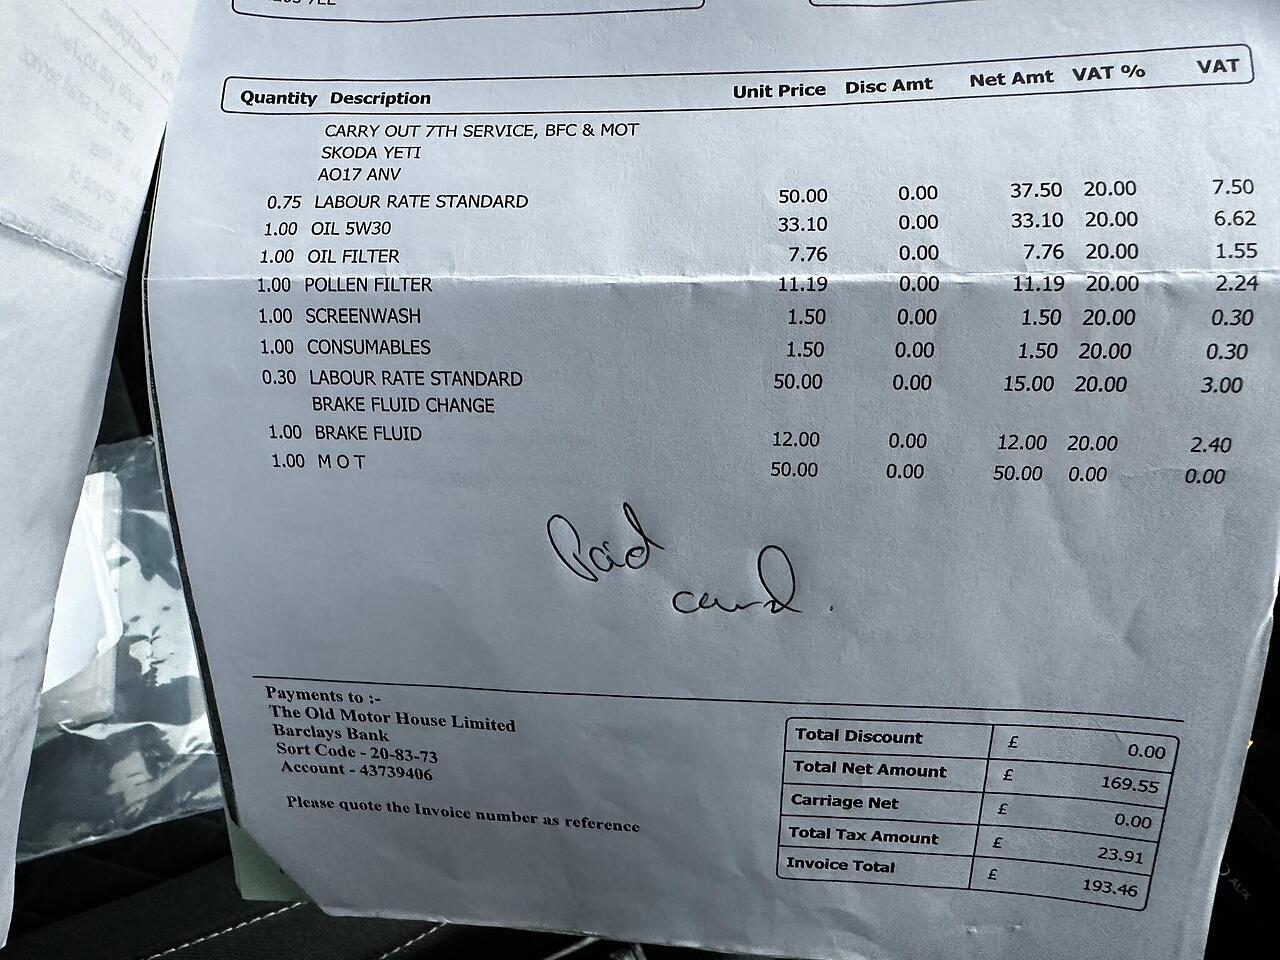 Quantity Description Unit Price Disc Amt Net Amt VAT % VAT
CARRY OUT 7TH SERVICE, BFC & MOT
SKODA YETI
AO17 ANV
0.75 LABOUR RATE STANDARD 50.00 0.00 37.50 20.00 7.50
1.00 OIL 5W30 33.10 0.00 33.10 20.00 6.62
1.00 OIL FILTER 7.76 0.00 7.76 20.00 1.55
1.00 POLLEN FILTER 11.19 0.00 11.19 20.00 2.24
1.00 SCREENWASH 1.50 0.00 1.50 20.00 0.30
1.00 CONSUMABLES 1.50 0.00 1.50 20.00 0.30
0.30 LABOUR RATE STANDARD 50.00 0.00 15.00 20.00 3.00
BRAKE FLUID CHANGE
1.00 BRAKE FLUID 12.00 0.00 12.00 20.00 2.40
1.00 M O T 50.00 0.00 50.00 0.00 0.00
Paid
card.
Payments to :-
The Old Motor House Limited
Barclays Bank
Sort Code - 20-83-73
Account - 43739406
Please quote the Invoice number as reference
Total Discount £ 0.00
Total Net Amount £ 169.55
Carriage Net £ 0.00
Total Tax Amount £ 23.91
Invoice Total £ 193.46
AUX